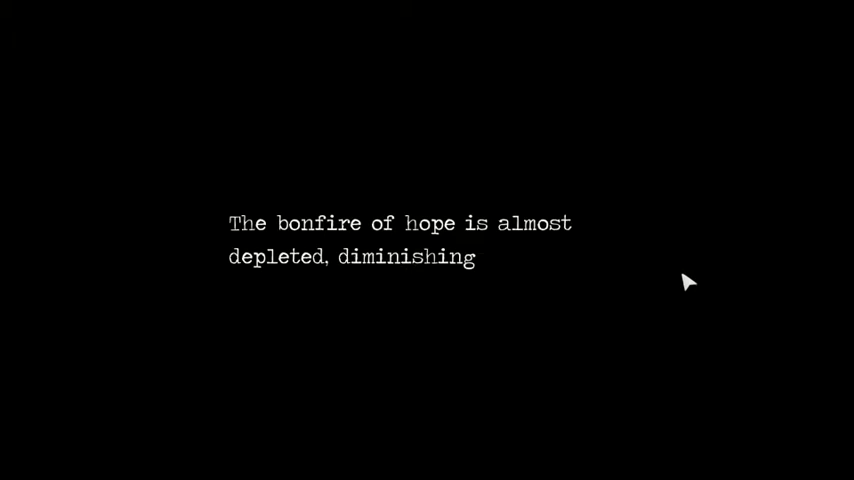 The bonfire of hope is almost
depleted, diminishing